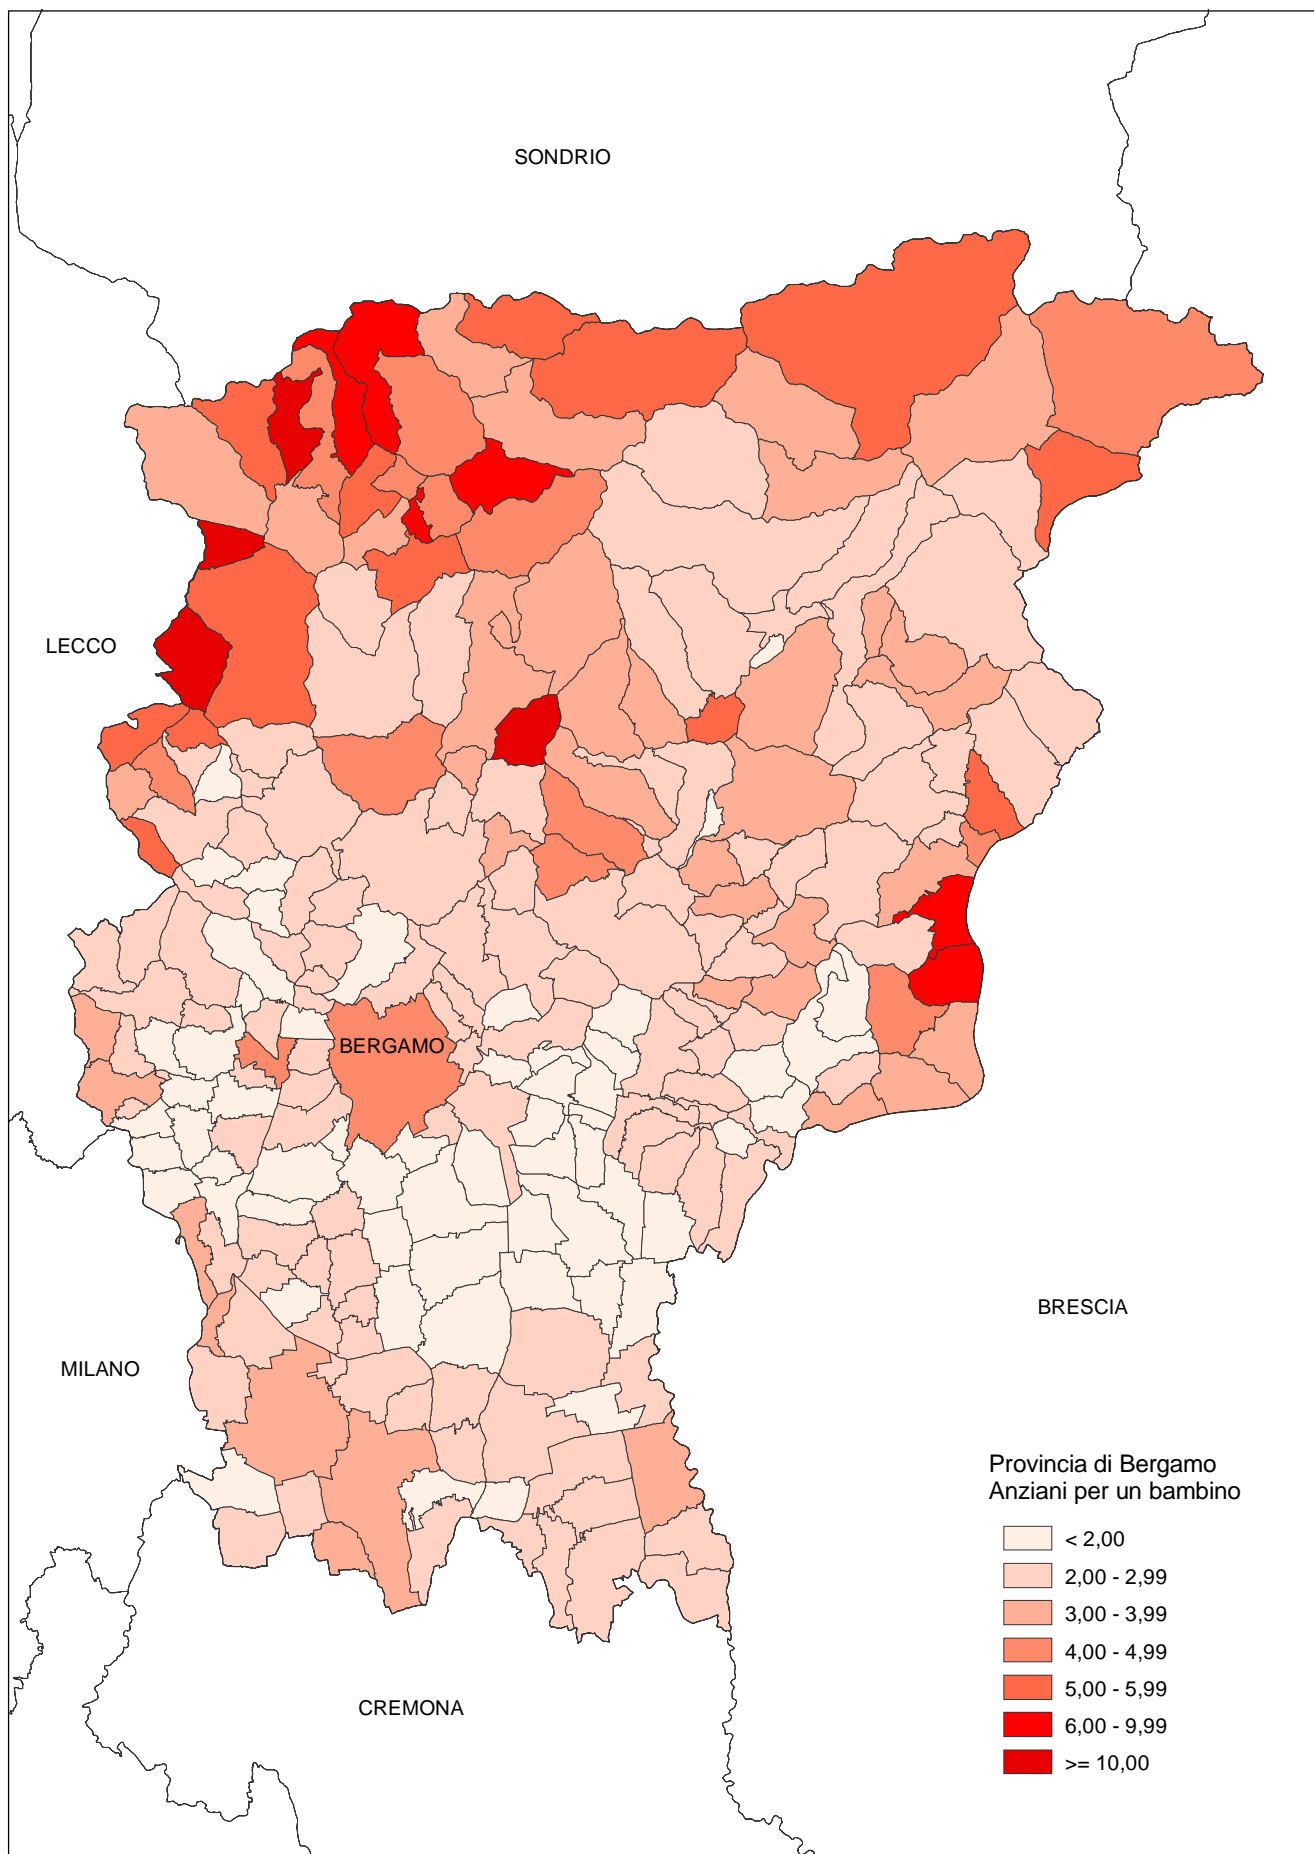 SONDRIO
LECCO
BERGAMO
BRESCIA
MILANO
Provincia di Bergamo
Anziani per un bambino
< 2,00
2,00 - 2,99
3,00 - 3,99
4,00 - 4,99
5,00 - 5,99
6,00 - 9,99
>= 10,00
CREMONA